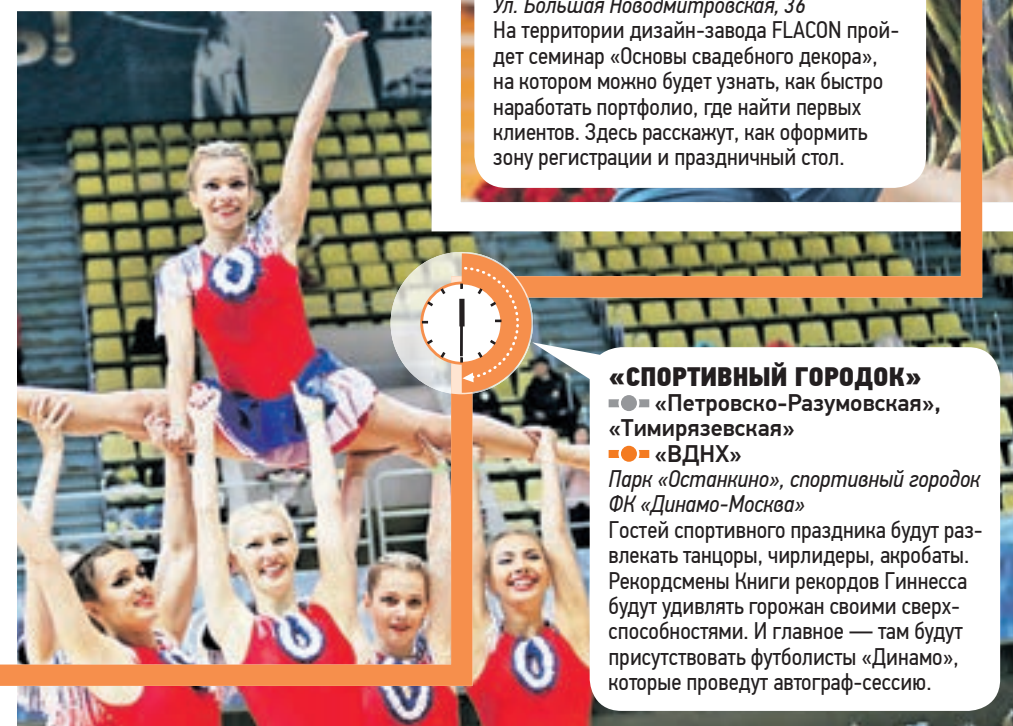 Ул. Большая Новодмитровская, 36
На территории дизайн-завода FLACON прой-
дет семинар «Основы свадебного декора»,
на котором можно будет узнать, как быстро
наработать портфолио, где найти первых
клиентов. Здесь расскажут, как оформить
зону регистрации и праздничный стол.
«СПОРТИВНЫЙ ГОРОДОК»
«Петровско-Разумовская»,
«Тимирязевская»
«ВДНХ»
Парк «Останкино», спортивный городок
ФК «Динамо-Москва»
Гостей спортивного праздника будут раз-
влекать танцоры, чирлидеры, акробаты.
Рекордсмены Книги рекордов Гиннесса
будут удивлять горожан своими сверх-
способностями. И главное — там будут
присутствовать футболисты «Динамо»,
которые проведут автограф-сессию.